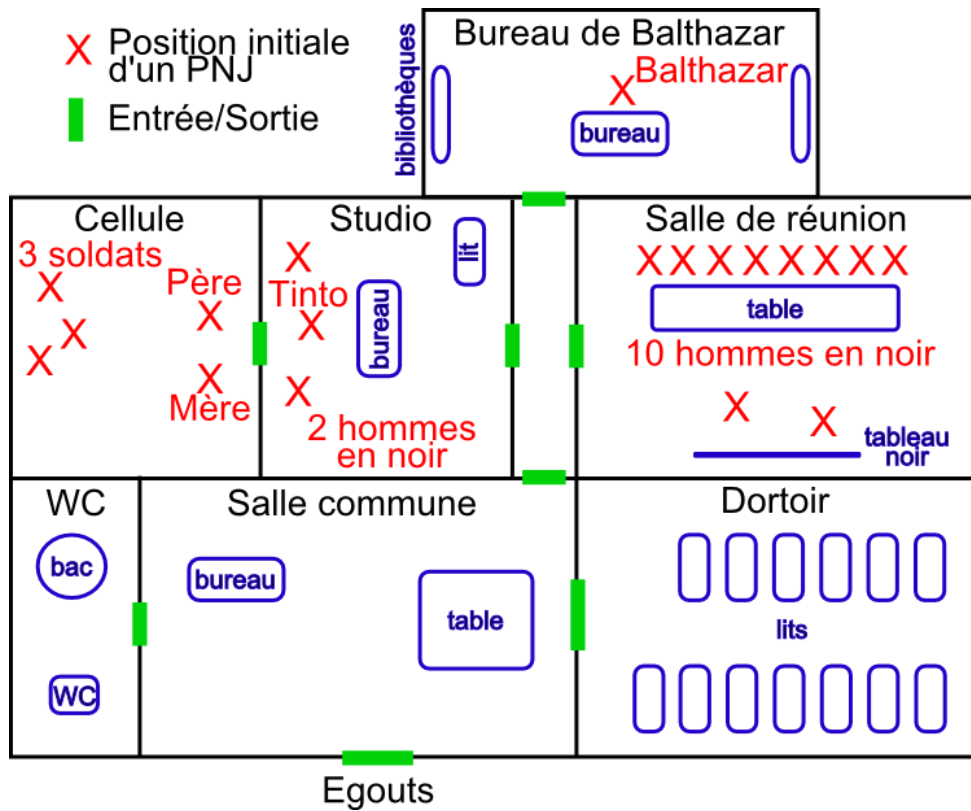 X Position initiale
d'un PNJ
Entrée/Sortie
Bureau de Balthazar
bibliothèques
X Balthazar
bureau
Cellule
3 soldats
X
X
X
Père
X
X
Mère
Studio
X
Tinto
X
X
lit
bureau
2 hommes
en noir
Salle de réunion
X X X X X X X X
table
10 hommes en noir
X X
tableau
noir
WC
bac
WC
Salle commune
bureau
table
Dortoir
lits
Egouts